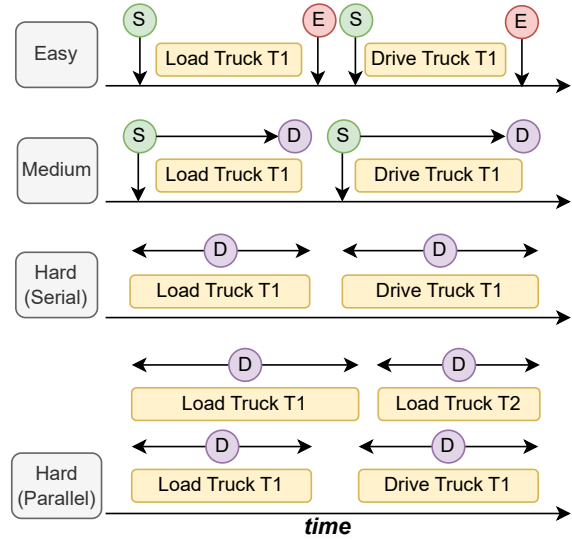 S E S E
Easy Load Truck T1 Drive Truck T1
S D S D
Medium Load Truck T1 Drive Truck T1
D D
Hard
(Serial)
Load Truck T1 Drive Truck T1
D D
Load Truck T1 Load Truck T2
D D
Hard
(Parallel)
Load Truck T1 Drive Truck T1
time